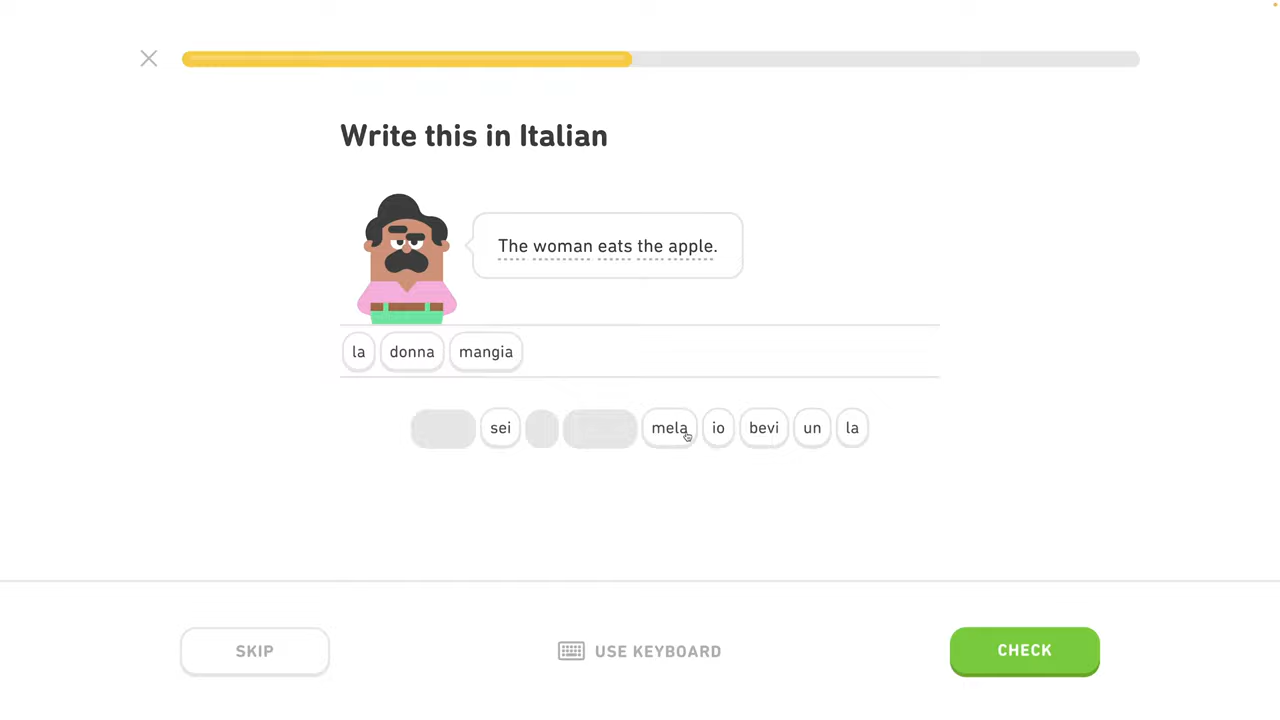 Write this in Italian
The woman eats the apple.
la donna mangia
sei mela io bevi un la
SKIP USE KEYBOARD CHECK